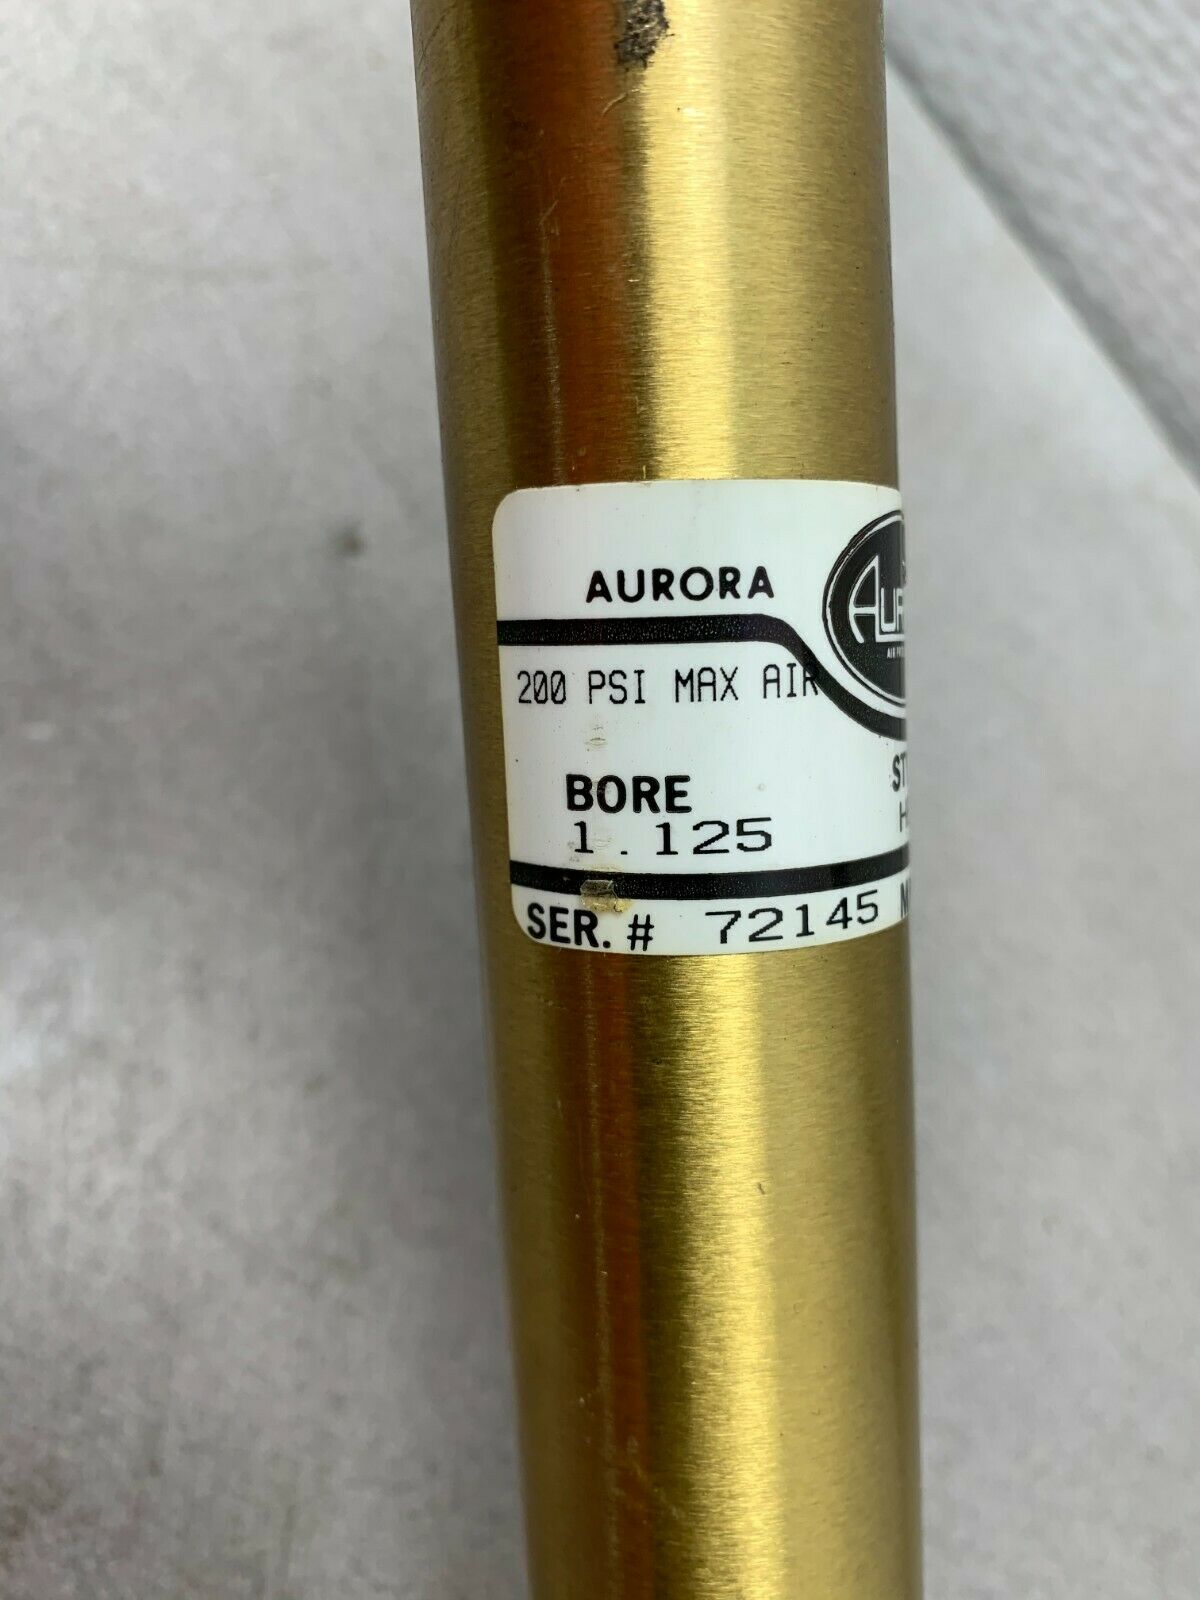 AURORA
200 PSI MAX AIR
BORE
1.125
SER. # 72145